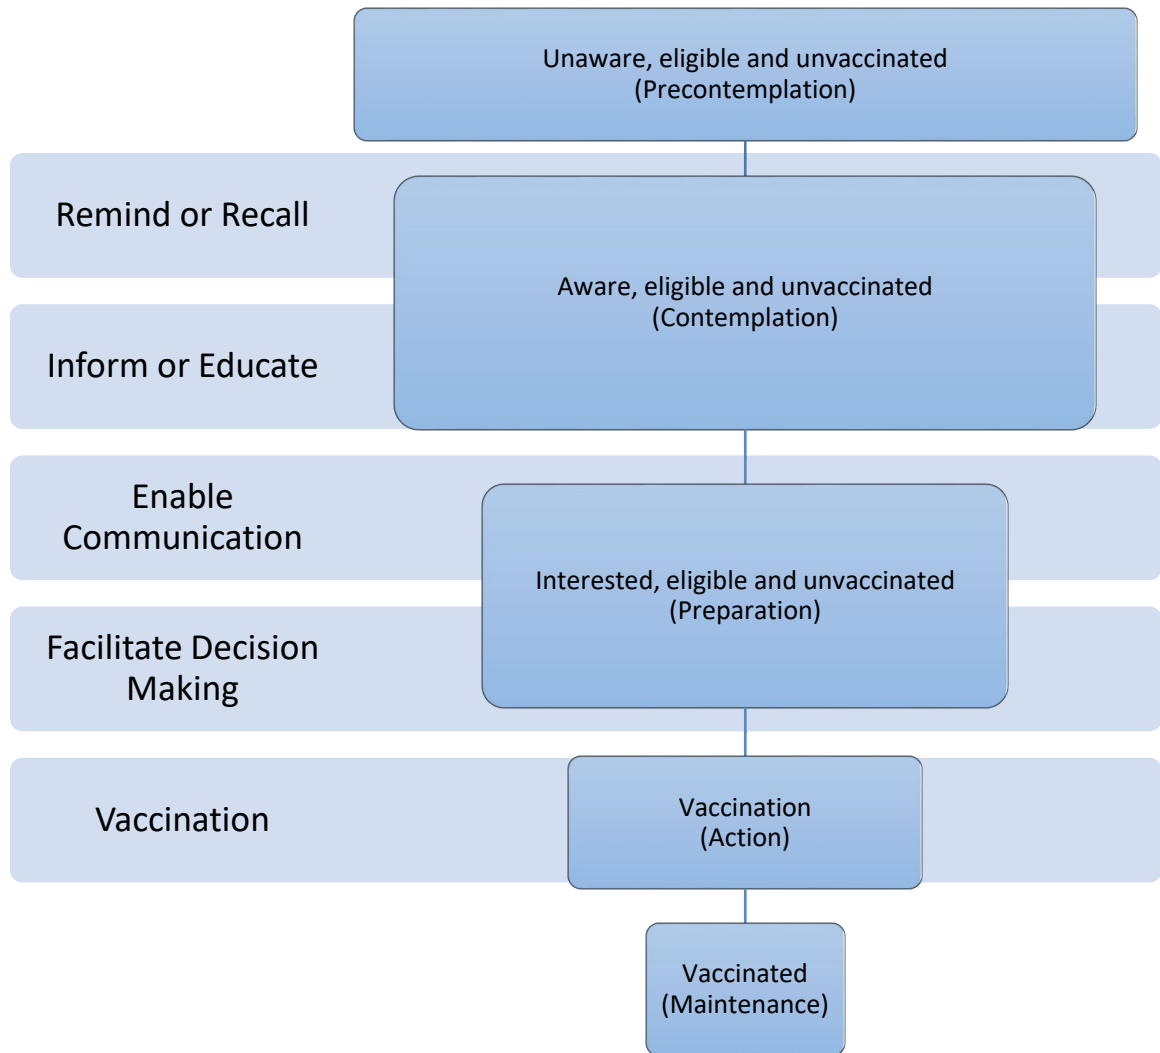 Unaware, eligible and unvaccinated
(Precontemplation)
Remind or Recall
Aware, eligible and unvaccinated
(Contemplation)
Inform or Educate
Enable
Communication
Interested, eligible and unvaccinated
(Preparation)
Facilitate Decision
Making
Vaccination
Vaccination
(Action)
Vaccinated
(Maintenance)